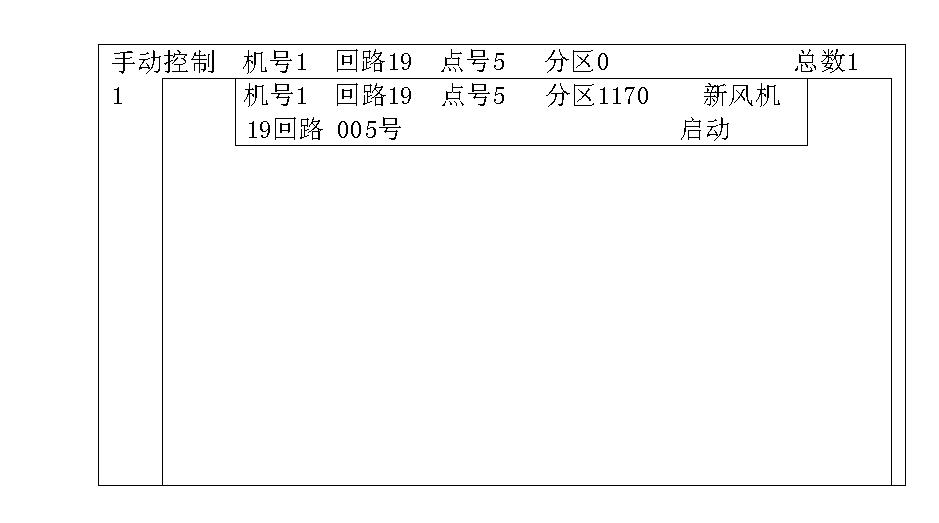 手动控制 机号1 回路19 点号5 分区0 总数1
1 机号1 回路19 点号5 分区1170 新风机
19回路 005号 启动